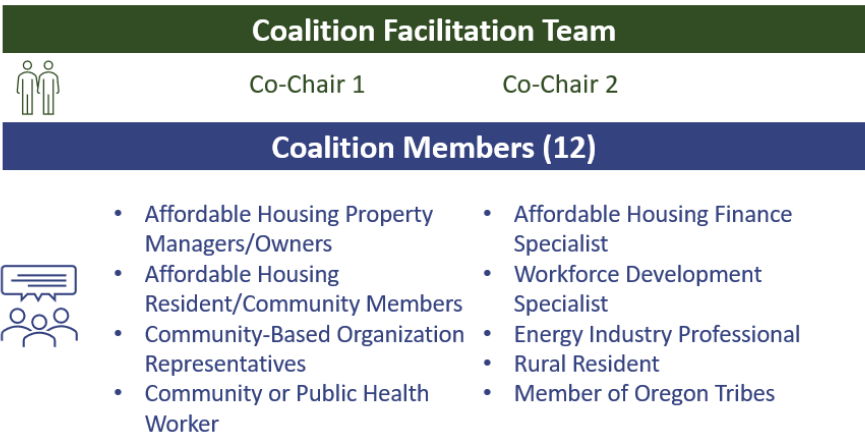 Coalition Facilitation Team
Co-Chair 1
Co-Chair 2
Coalition Members (12)
• Affordable Housing Property
Managers/Owners
• Affordable Housing
Resident/Community Members
• Community-Based Organization
Representatives
• Community or Public Health
Worker
• Affordable Housing Finance
Specialist
• Workforce Development
Specialist
• Energy Industry Professional
• Rural Resident
• Member of Oregon Tribes